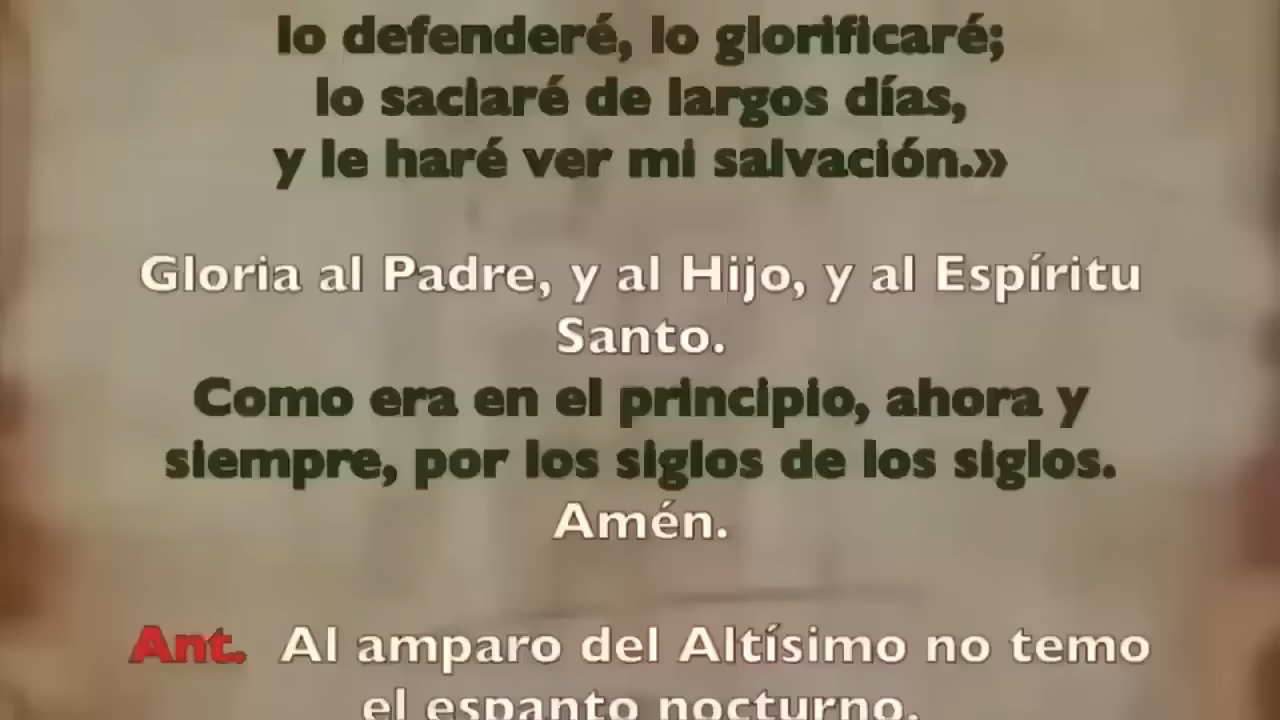 lo defenderé, lo glorificaré;
lo saciaré de largos días,
y le haré ver mi salvación.»
Gloria al Padre, y al Hijo, y al Espíritu
Santo.
Como era en el principio, ahora y
siempre, por los siglos de los siglos.
Amén.
Ant. Al amparo del Altísimo no temo
el espanto nocturno.